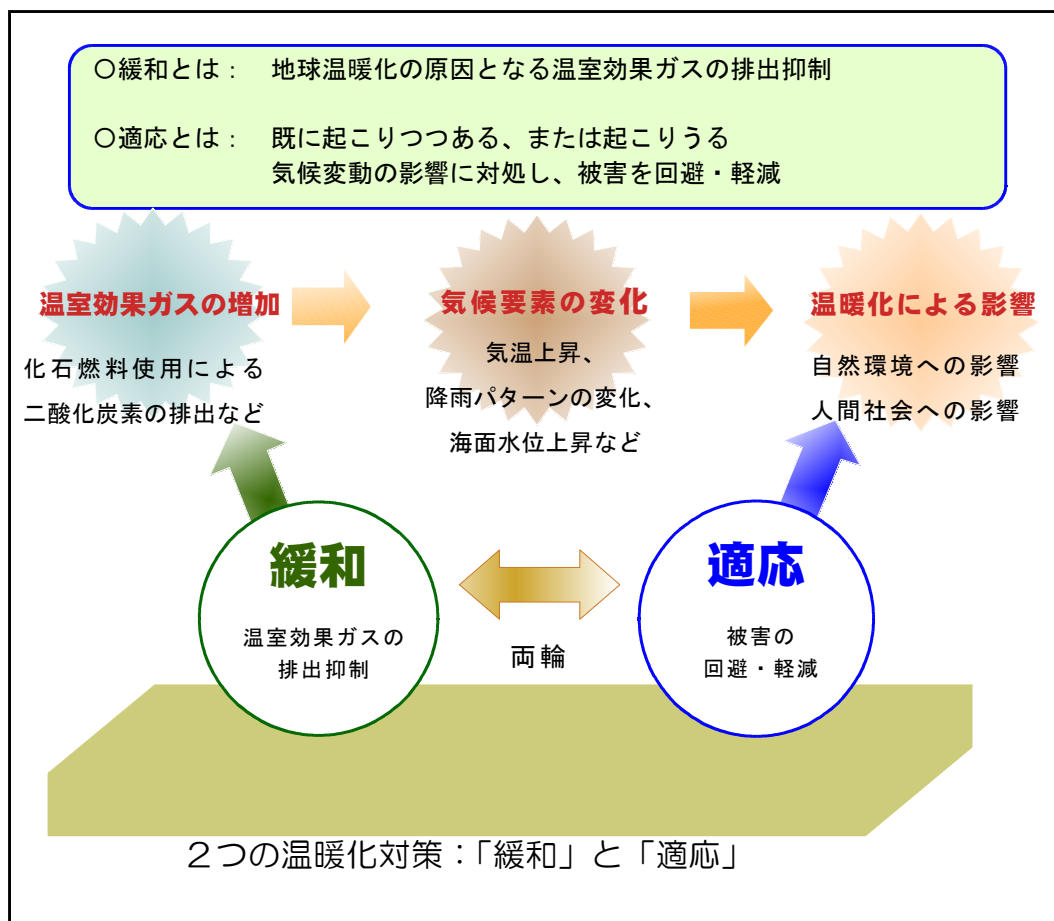 〇緩和とは： 地球温暖化の原因となる温室効果ガスの排出抑制
〇適応とは： 既に起こりつつある、または起こりうる
気候変動の影響に対処し、被害を回避・軽減
温室効果ガスの増加
化石燃料使用による
二酸化炭素の排出など
気候要素の変化
気温上昇、
降雨パターンの変化、
海面水位上昇など
温暖化による影響
自然環境への影響
人間社会への影響
緩和
温室効果ガスの
排出抑制
両輪
適応
被害の
回避・軽減
２つの温暖化対策：「緩和」と「適応」